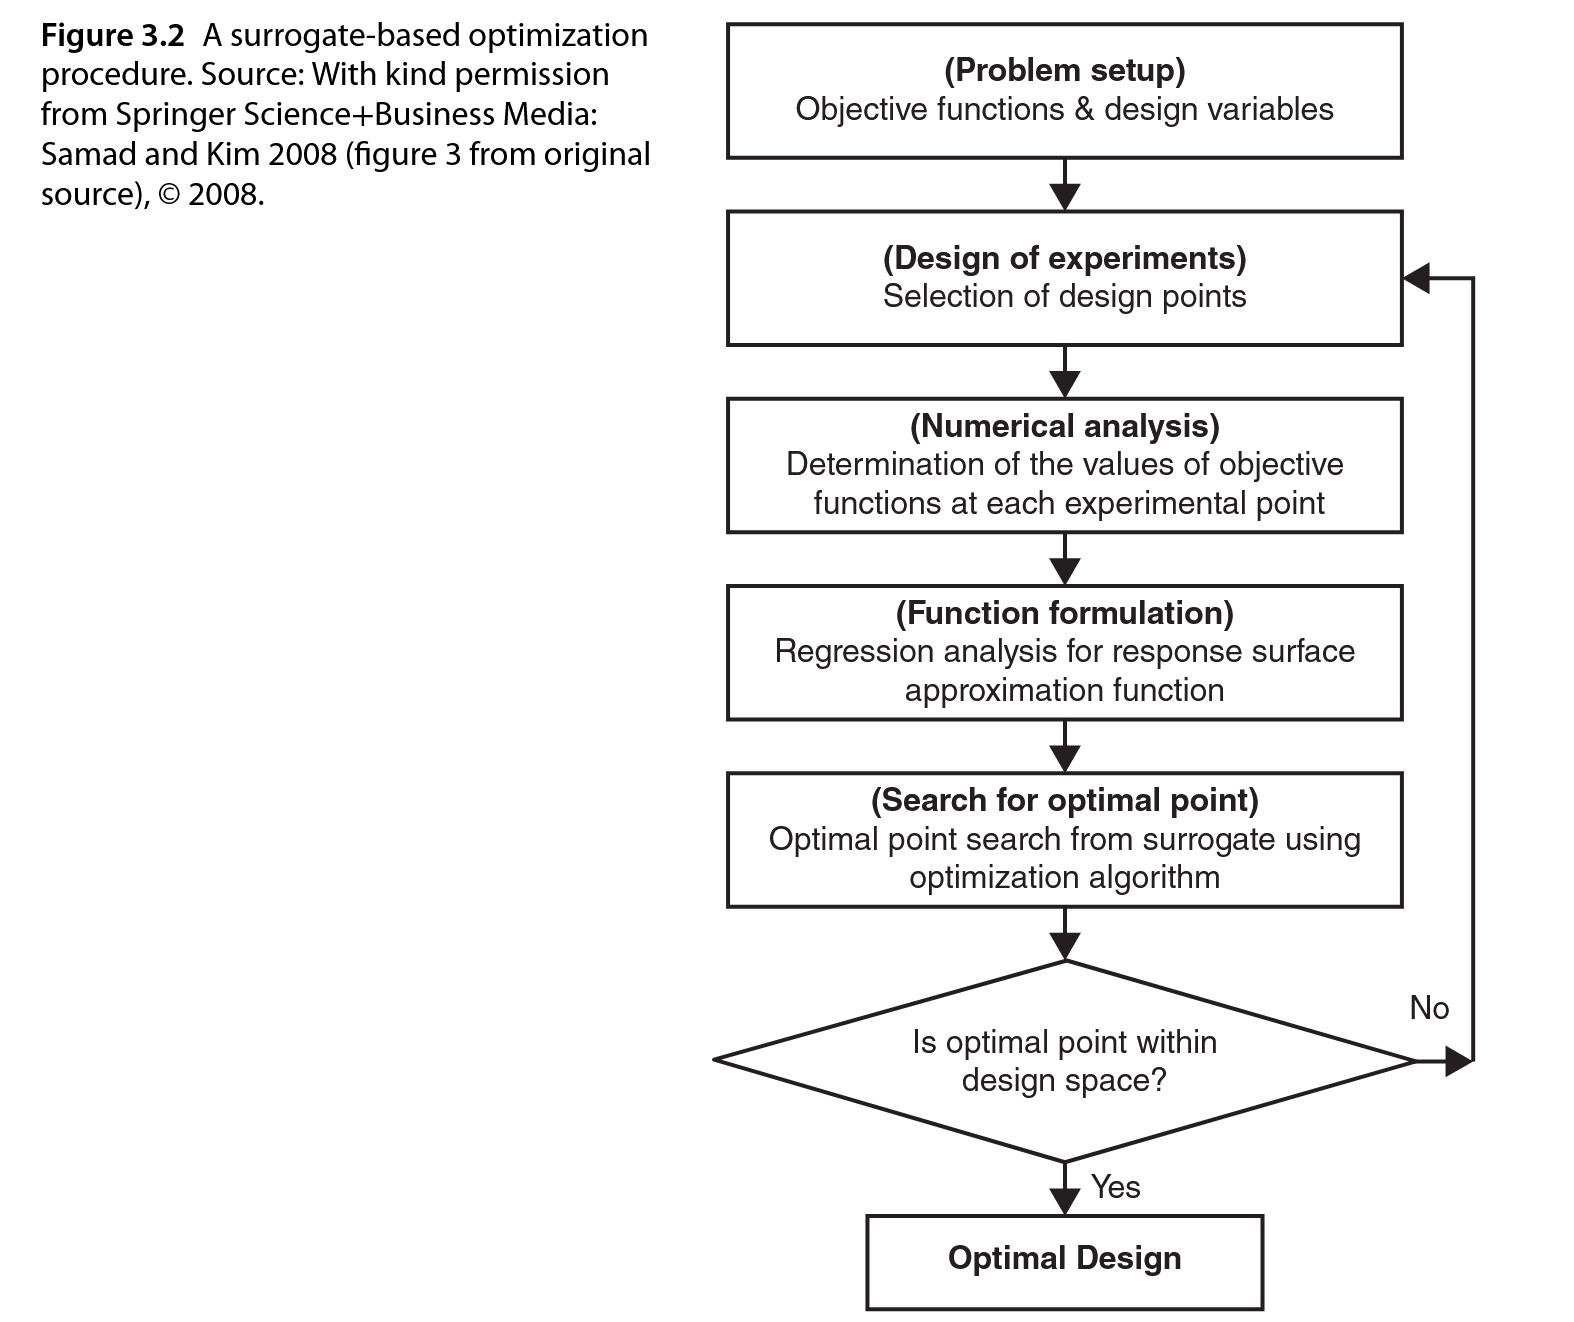 Figure 3.2 A surrogate-based optimization
procedure. Source: With kind permission
from Springer Science+Business Media:
Samad and Kim 2008 (figure 3 from original
source), © 2008.
(Problem setup)
Objective functions & design variables
(Design of experiments)
Selection of design points
(Numerical analysis)
Determination of the values of objective
functions at each experimental point
(Function formulation)
Regression analysis for response surface
approximation function
(Search for optimal point)
Optimal point search from surrogate using
optimization algorithm
No
Is optimal point within
design space?
Yes
Optimal Design